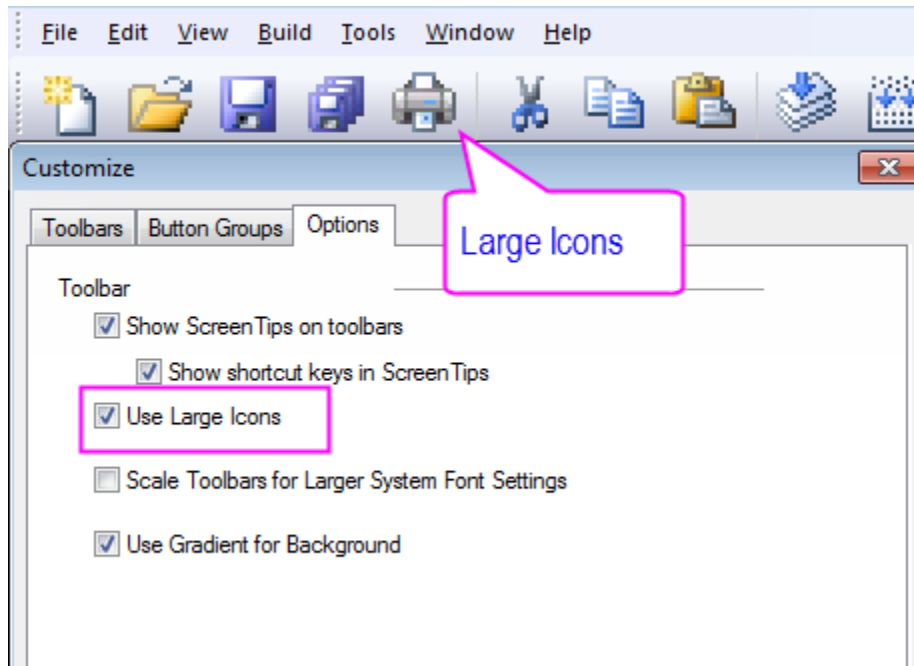 File Edit View Build Tools Window Help
Customize
Toolbars Button Groups Options
Large Icons
Toolbar
Show ScreenTips on toolbars
Show shortcut keys in ScreenTips
Use Large Icons
Scale Toolbars for Larger System Font Settings
Use Gradient for Background